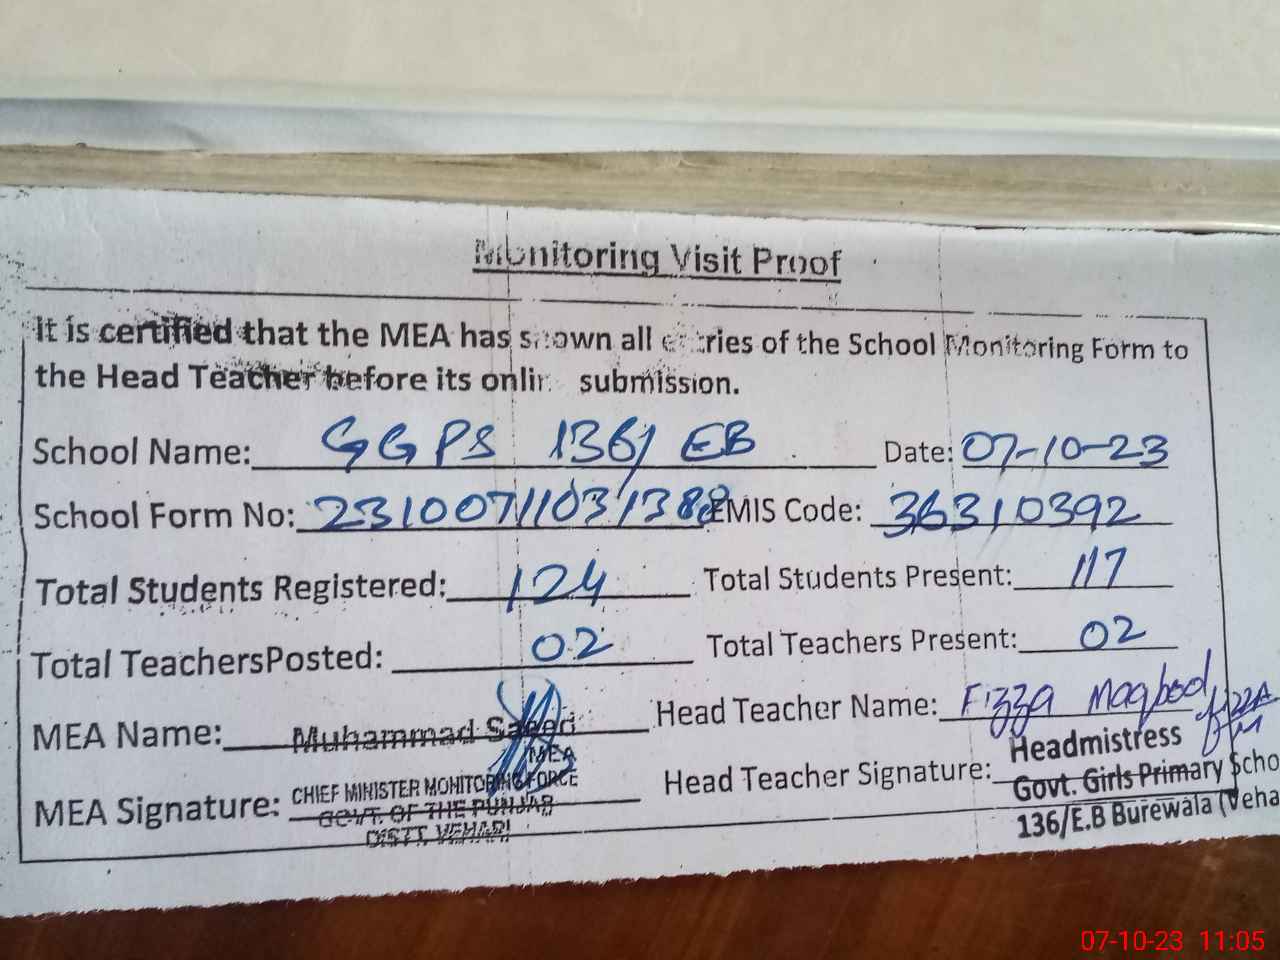 Monitoring Visit Proof
It is certified that the MEA has shown all entries of the School Monitoring Form to
the Head Teacher before its online submission.
School Name: GGPS 136/EB Date: 07-10-23
School Form No: EMIS Code: 36310392
Total Students Registered: 124 Total Students Present: 117
Total TeachersPosted: 02 Total Teachers Present: 02
MEA Name: Muhammad Saeed Head Teacher Name: Fizza Maqbool
MEA Headmistress
MEA Signature: CHIEF MINISTER MONITORING FORCE Head Teacher Signature: Govt. Girls Primary Scho
GOVT. OF THE PUNJAB 136/E.B Burewala (Veha
DISTT. VEHARI
07-10-23 11:05